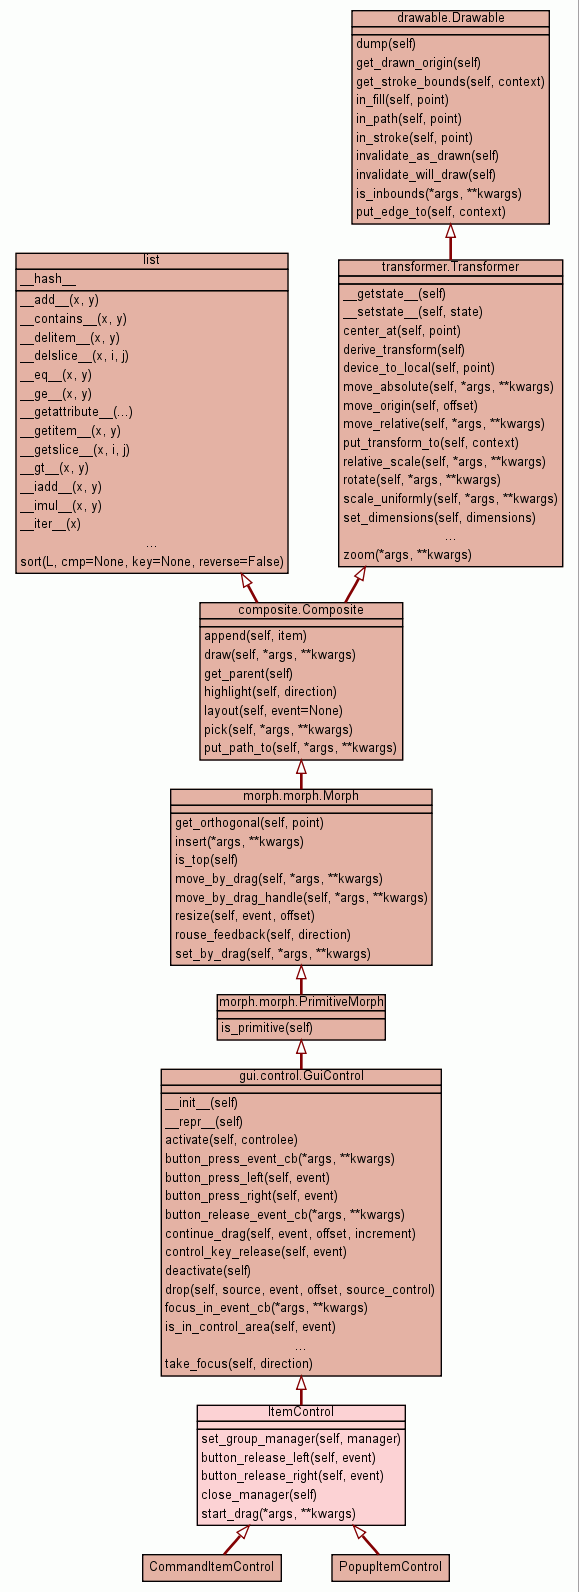 drawable.Drawable
dump(self)
get_drawn_origin(self)
get_stroke_bounds(self, context)
in_fill(self, point)
in_path(self, point)
in_stroke(self, point)
invalidate_as_drawn(self)
invalidate_will_draw(self)
is_inbounds(*args, **kwargs)
put_edge_to(self, context)
list
__hash__
__add__(x, y)
__contains__(x, y)
__delitem__(x, y)
__delslice__(x, i, j)
__eq__(x, y)
__ge__(x, y)
__getattribute__(...)
__getitem__(x, y)
__getslice__(x, i, j)
__gt__(x, y)
__iadd__(x, y)
__imul__(x, y)
__iter__(x)
...
sort(L, cmp=None, key=None, reverse=False)
transformer.Transformer
__getstate__(self)
__setstate__(self, state)
center_at(self, point)
derive_transform(self)
device_to_local(self, point)
move_absolute(self, *args, **kwargs)
move_origin(self, offset)
move_relative(self, *args, **kwargs)
put_transform_to(self, context)
relative_scale(self, *args, **kwargs)
rotate(self, *args, **kwargs)
scale_uniformly(self, *args, **kwargs)
set_dimensions(self, dimensions)
...
zoom(*args, **kwargs)
composite.Composite
append(self, item)
draw(self, *args, **kwargs)
get_parent(self)
highlight(self, direction)
layout(self, event=None)
pick(self, *args, **kwargs)
put_path_to(self, *args, **kwargs)
morph.morph.Morph
get_orthogonal(self, point)
insert(*args, **kwargs)
is_top(self)
move_by_drag(self, *args, **kwargs)
move_by_drag_handle(self, *args, **kwargs)
resize(self, event, offset)
rouse_feedback(self, direction)
set_by_drag(self, *args, **kwargs)
morph.morph.PrimitiveMorph
is_primitive(self)
gui.control.GuiControl
__init__(self)
__repr__(self)
activate(self, controlee)
button_press_event_cb(*args, **kwargs)
button_press_left(self, event)
button_press_right(self, event)
button_release_event_cb(*args, **kwargs)
continue_drag(self, event, offset, increment)
control_key_release(self, event)
deactivate(self)
drop(self, source, event, offset, source_control)
focus_in_event_cb(*args, **kwargs)
is_in_control_area(self, event)
...
take_focus(self, direction)
ItemControl
set_group_manager(self, manager)
button_release_left(self, event)
button_release_right(self, event)
close_manager(self)
start_drag(*args, **kwargs)
CommandItemControl
PopupItemControl